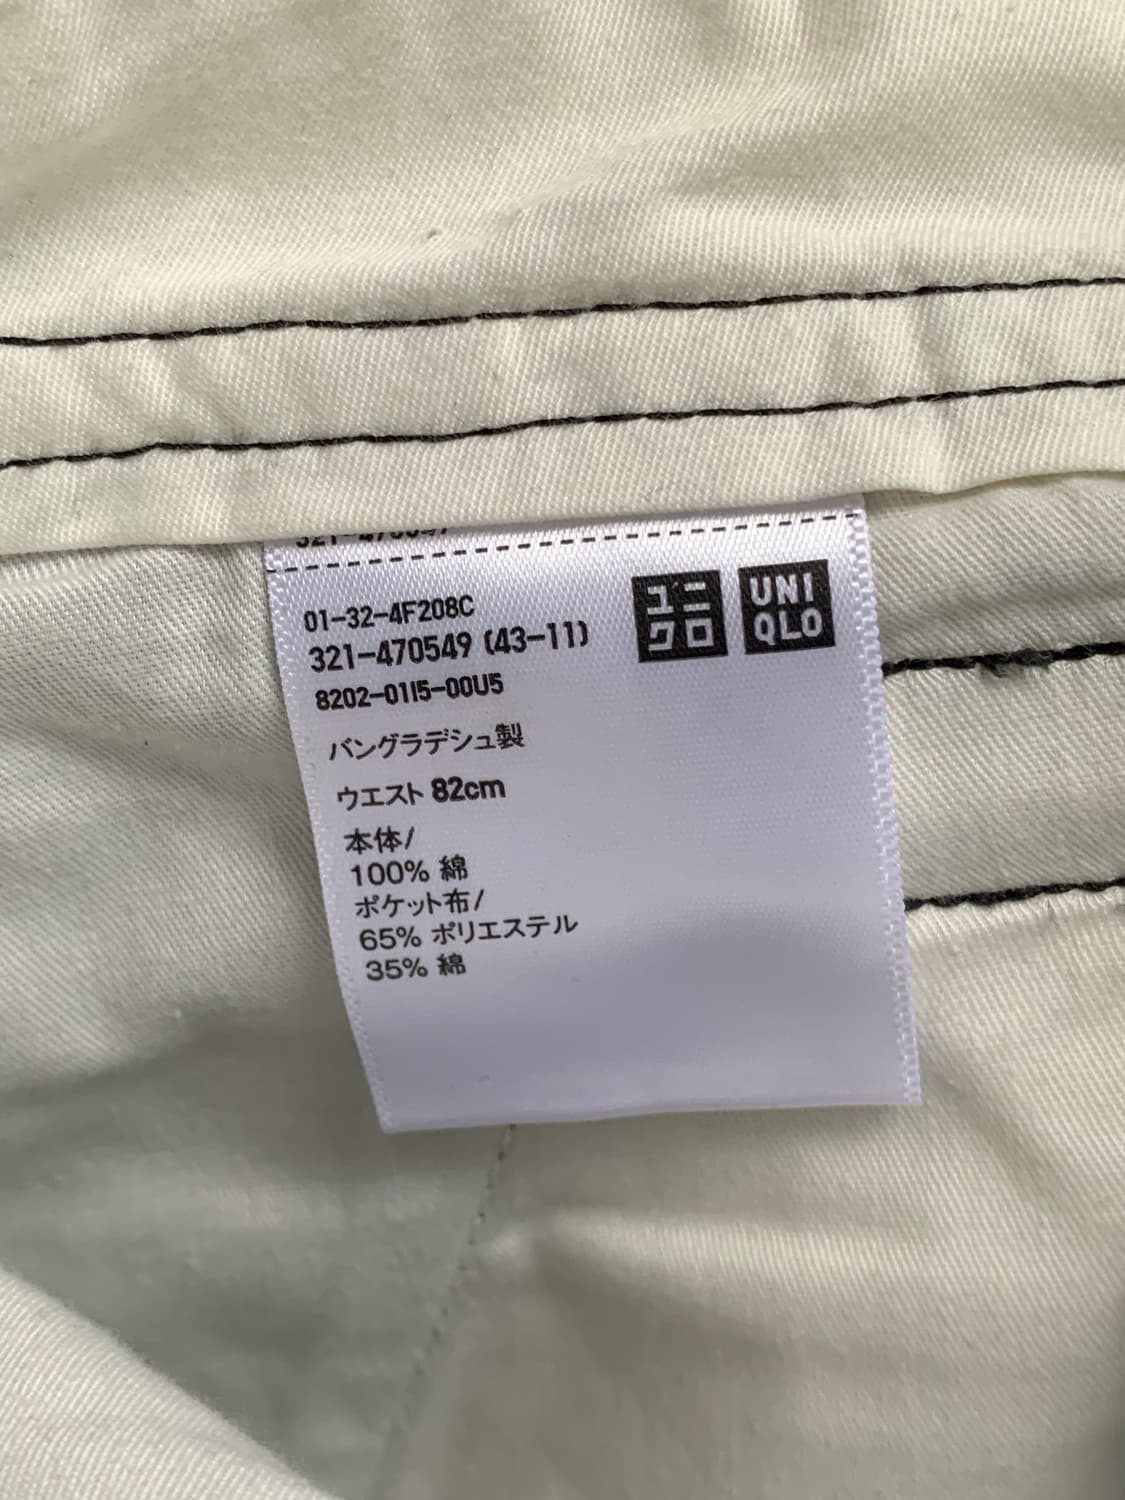 01-32-4F208C
321-470549 (43-11)
8202-01I5-00U5
ユニ
クロ
UNI
QLO
バングラデシュ製
ウエスト 82cm
本体/
100% 綿
ポケット布/
65% ポリエステル
35% 綿